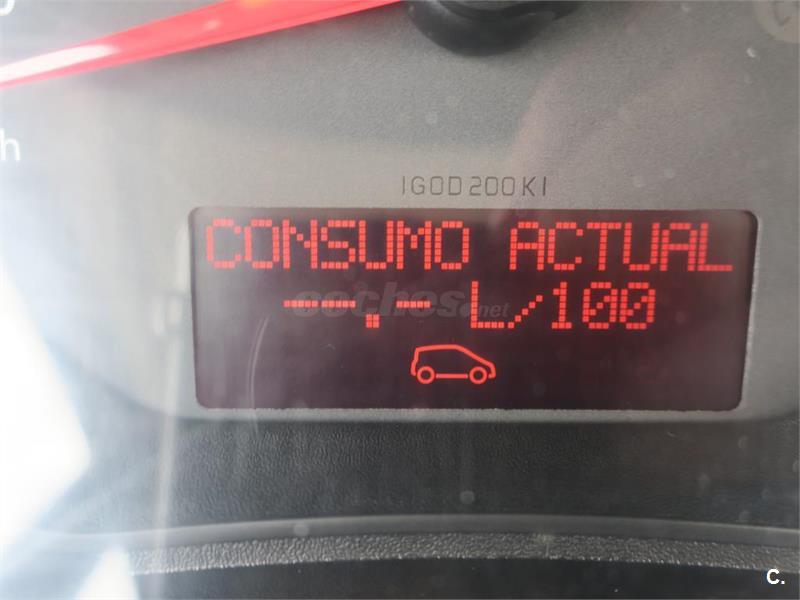 h
IGOD200KI
CONSUMO ACTUAL
--.- L/100
coches.net
C.